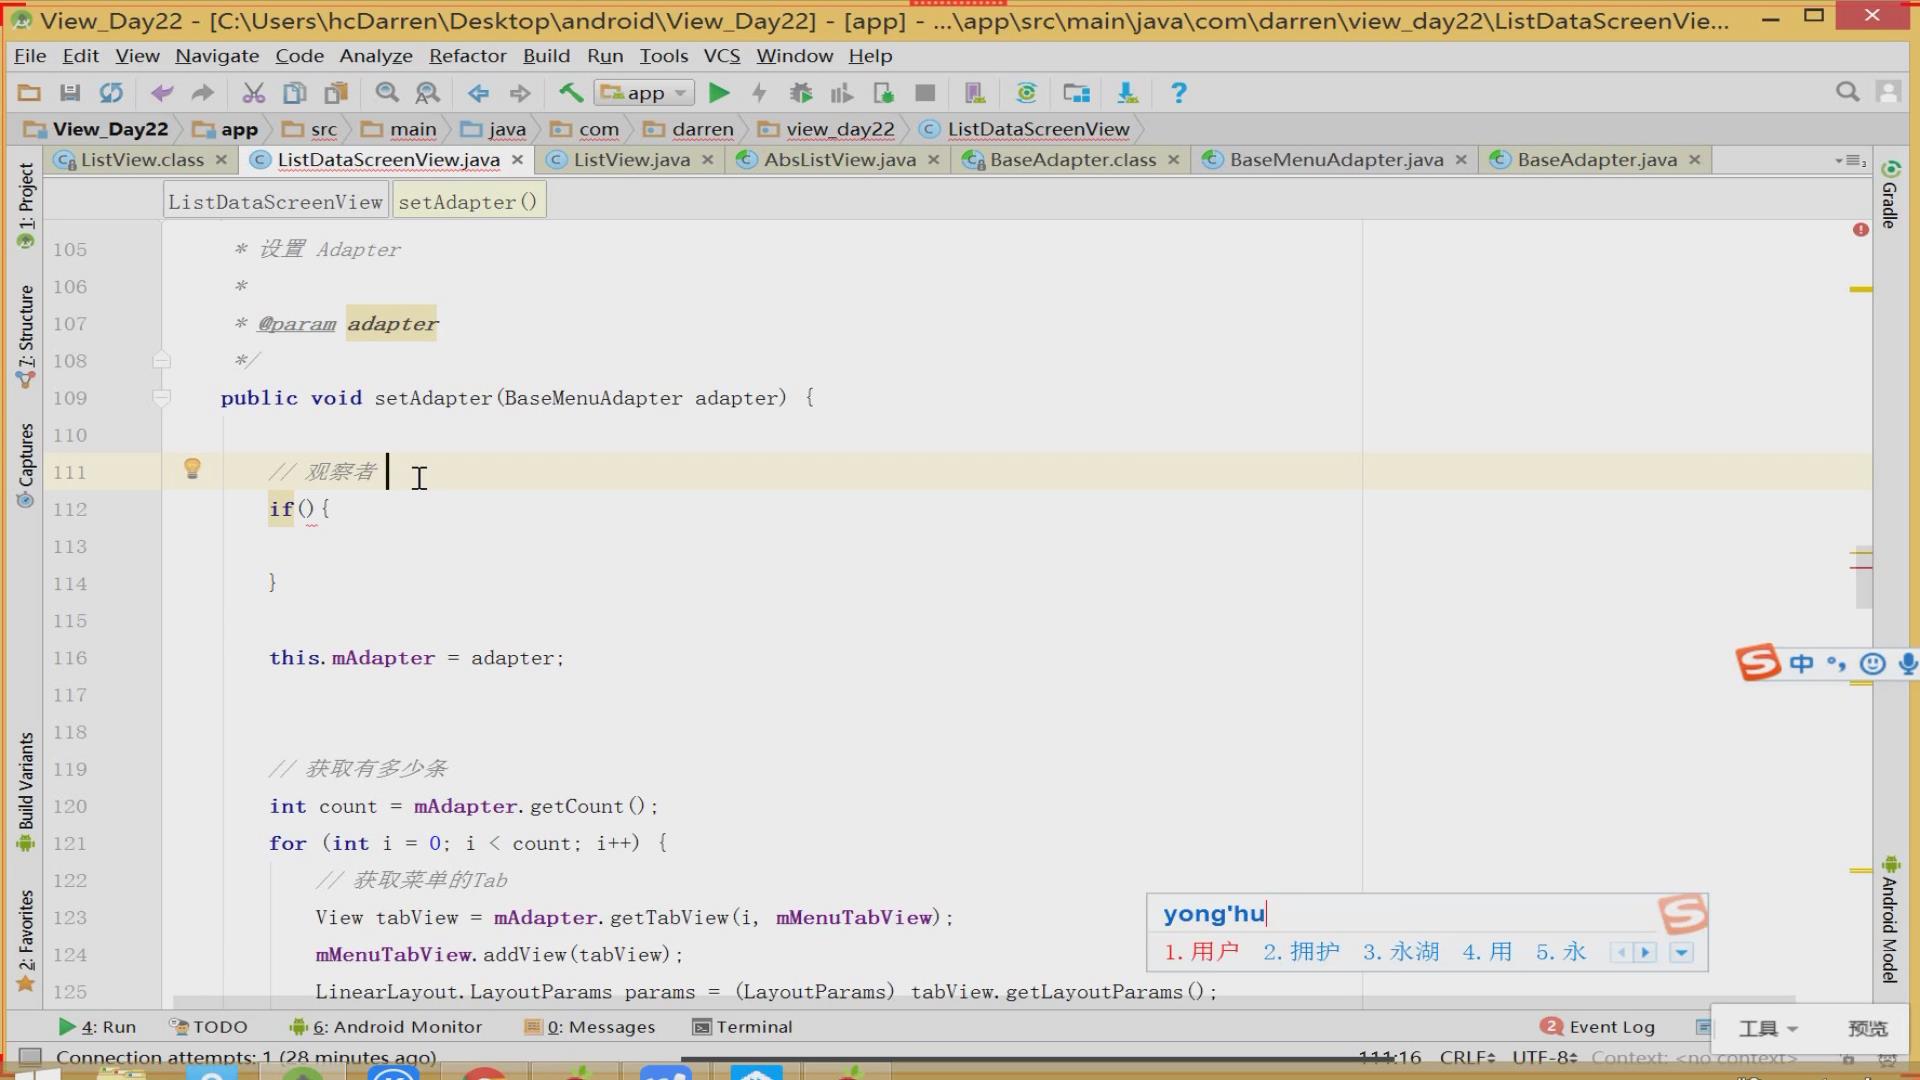 View_Day22 - [C:\Users\hcDarren\Desktop\android\View_Day22] - [app] - ...\app\src\main\java\com\darren\view_day22\ListDataScreenVie...
File Edit View Navigate Code Analyze Refactor Build Run Tools VCS Window Help
app
View_Day22 app src main java com darren view_day22 ListDataScreenView
ListView.class ListDataScreenView.java ListView.java AbsListView.java BaseAdapter.class BaseMenuAdapter.java BaseAdapter.java
ListDataScreenView setAdapter()
1: Project
7: Structure
Captures
Build Variants
2: Favorites
Gradle
Android Model
105 * 设置 Adapter
106 *
107 * @param adapter
108 */
109 public void setAdapter(BaseMenuAdapter adapter) {
110
111 // 观察者
112 if(){
113
114 }
115
116 this.mAdapter = adapter;
117
118
119 // 获取有多少条
120 int count = mAdapter.getCount();
121 for (int i = 0; i < count; i++) {
122 // 获取菜单的Tab
123 View tabView = mAdapter.getTabView(i, mMenuTabView);
124 mMenuTabView.addView(tabView);
125 LinearLayout.LayoutParams params = (LayoutParams) tabView.getLayoutParams();
中
yong'hu
1.用户 2.拥护 3.永湖 4.用 5.永
4: Run TODO 6: Android Monitor 0: Messages Terminal 2 Event Log
工具 预览
Connection attempts: 1 (28 minutes ago) 111:16 CRLF UTF-8 Context: <no context>